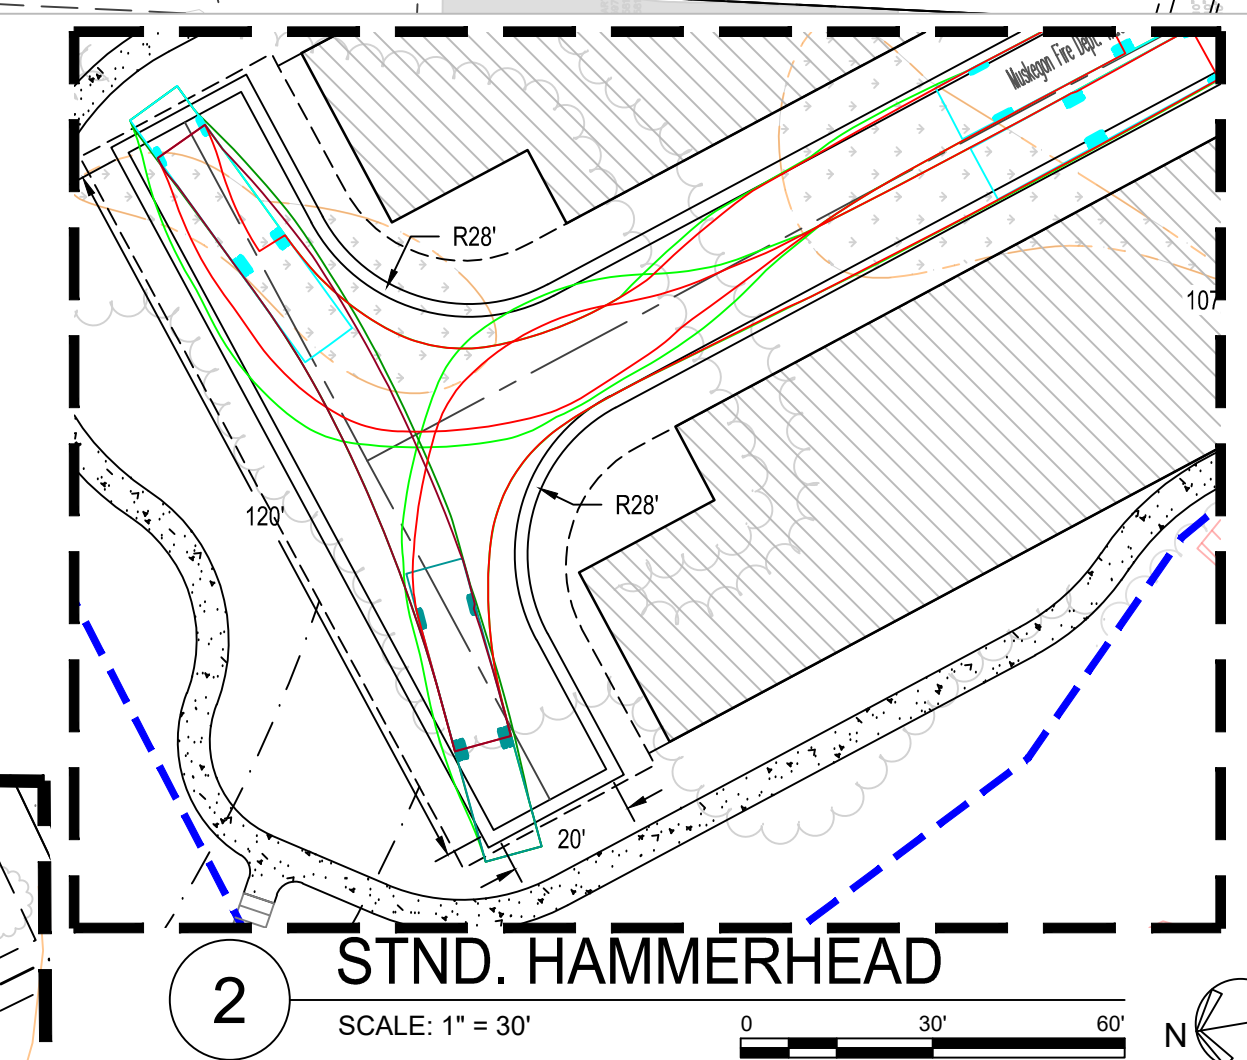 Muskegon Fire Dept.
R28'
107
R28'
120'
20'
2
STND. HAMMERHEAD
SCALE: 1" = 30'
0 30' 60'
N